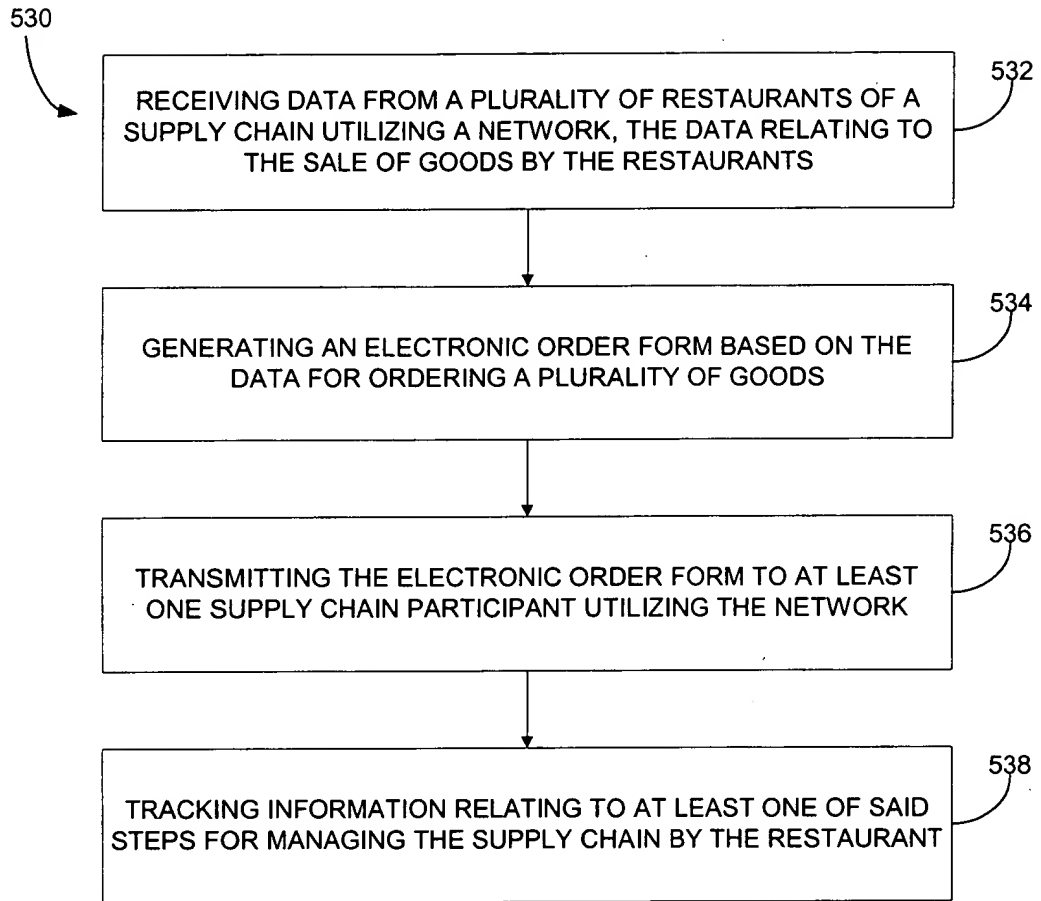 530
532
RECEIVING DATA FROM A PLURALITY OF RESTAURANTS OF A
SUPPLY CHAIN UTILIZING A NETWORK, THE DATA RELATING TO
THE SALE OF GOODS BY THE RESTAURANTS
534
GENERATING AN ELECTRONIC ORDER FORM BASED ON THE
DATA FOR ORDERING A PLURALITY OF GOODS
536
TRANSMITTING THE ELECTRONIC ORDER FORM TO AT LEAST
ONE SUPPLY CHAIN PARTICIPANT UTILIZING THE NETWORK
538
TRACKING INFORMATION RELATING TO AT LEAST ONE OF SAID
STEPS FOR MANAGING THE SUPPLY CHAIN BY THE RESTAURANT